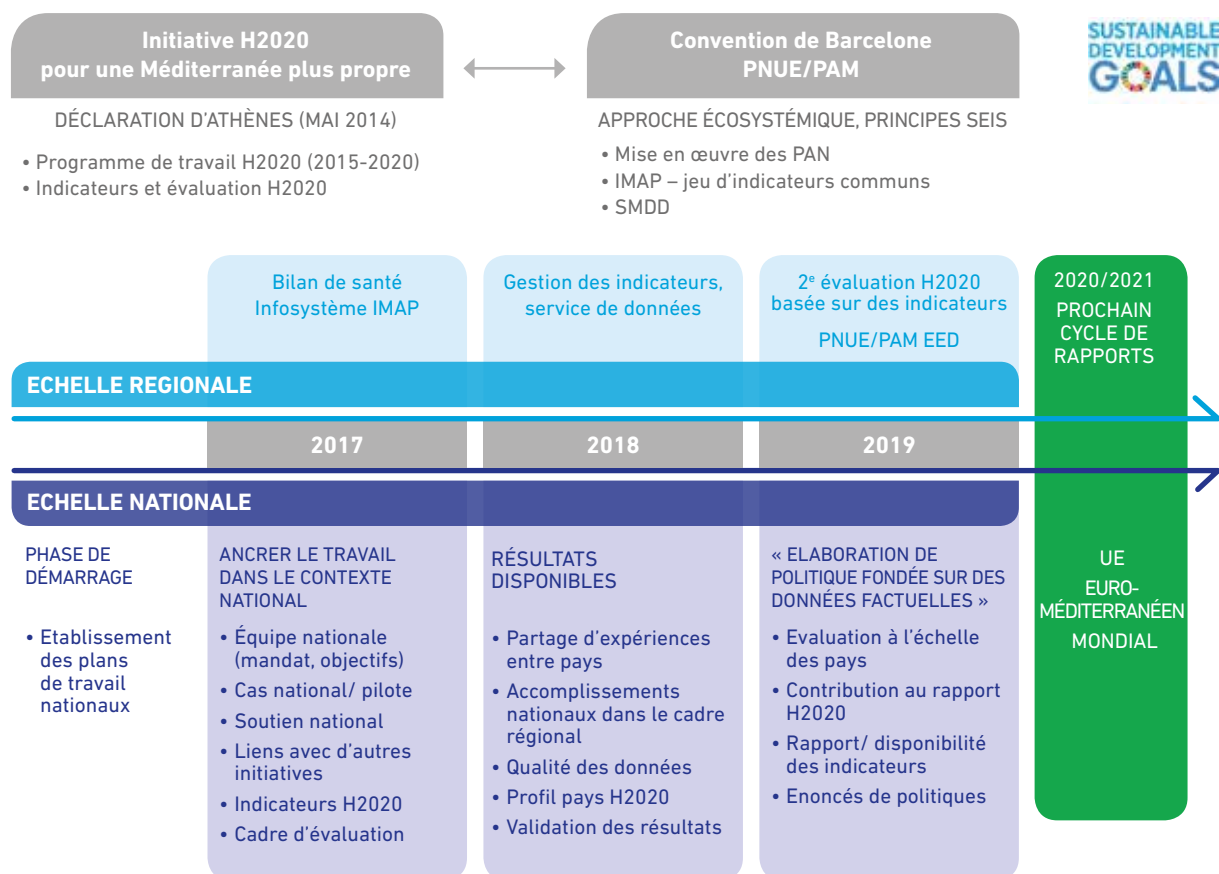 Initiative H2020
pour une Méditerranée plus propre
Convention de Barcelone
PNUE/PAM
SUSTAINABLE
DEVELOPMENT
GOALS
DÉCLARATION D'ATHÈNES (MAI 2014)
• Programme de travail H2020 (2015-2020)
• Indicateurs et évaluation H2020
APPROCHE ÉCOSYSTÉMIQUE, PRINCIPES SEIS
• Mise en œuvre des PAN
• IMAP – jeu d'indicateurs communs
• SMDD
Bilan de santé
Infosystème IMAP
Gestion des indicateurs,
service de données
2e évaluation H2020
basée sur des indicateurs
PNUE/PAM EED
2020/2021
PROCHAIN
CYCLE DE
RAPPORTS
ECHELLE REGIONALE
2017
2018
2019
ECHELLE NATIONALE
PHASE DE
DÉMARRAGE
• Etablissement
des plans
de travail
nationaux
ANCRER LE TRAVAIL
DANS LE CONTEXTE
NATIONAL
• Équipe nationale
(mandat, objectifs)
• Cas national/ pilote
• Soutien national
• Liens avec d'autres
initiatives
• Indicateurs H2020
• Cadre d'évaluation
RÉSULTATS
DISPONIBLES
• Partage d'expériences
entre pays
• Accomplissements
nationaux dans le cadre
régional
• Qualité des données
• Profil pays H2020
• Validation des résultats
« ELABORATION DE
POLITIQUE FONDÉE SUR DES
DONNÉES FACTUELLES »
• Evaluation à l'échelle
des pays
• Contribution au rapport
H2020
• Rapport/ disponibilité
des indicateurs
• Enoncés de politiques
UE
EURO-
MÉDITERRANÉEN
MONDIAL